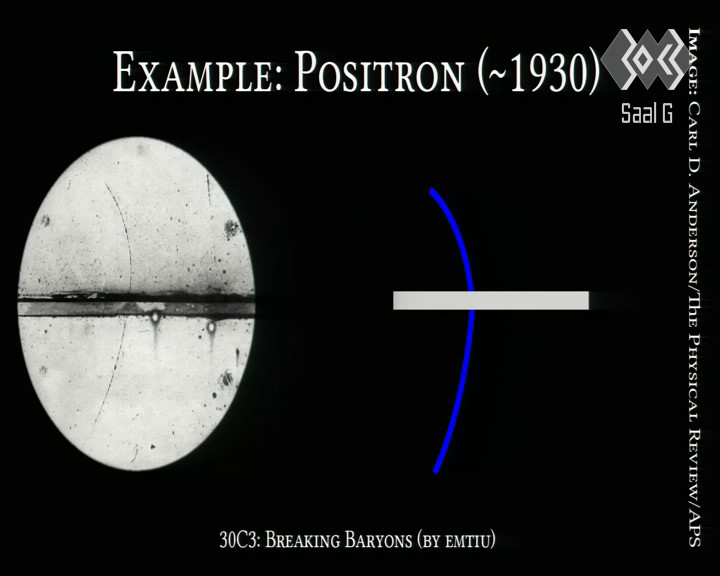 Example: Positron (~1930)
Saal G
Image: Carl D. Anderson/The Physical Review/APS
30C3: Breaking Baryons (by emtiu)